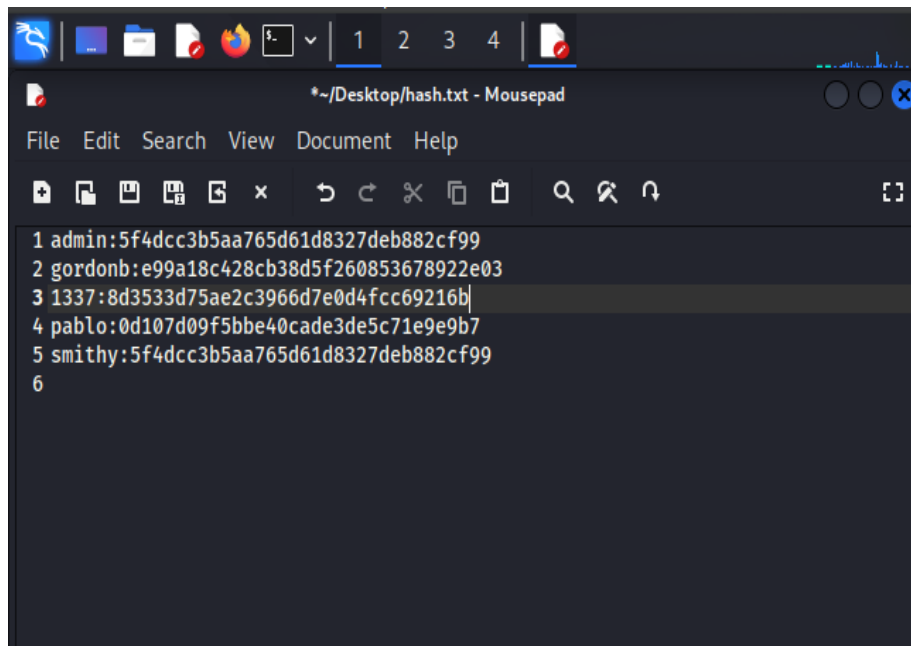 1 2 3 4
*~/Desktop/hash.txt - Mousepad
File Edit Search View Document Help
1 admin:5f4dcc3b5aa765d61d8327deb882cf99
2 gordonb:e99a18c428cb38d5f260853678922e03
3 1337:8d3533d75ae2c3966d7e0d4fcc69216b
4 pablo:0d107d09f5bbe40cade3de5c71e9e9b7
5 smithy:5f4dcc3b5aa765d61d8327deb882cf99
6